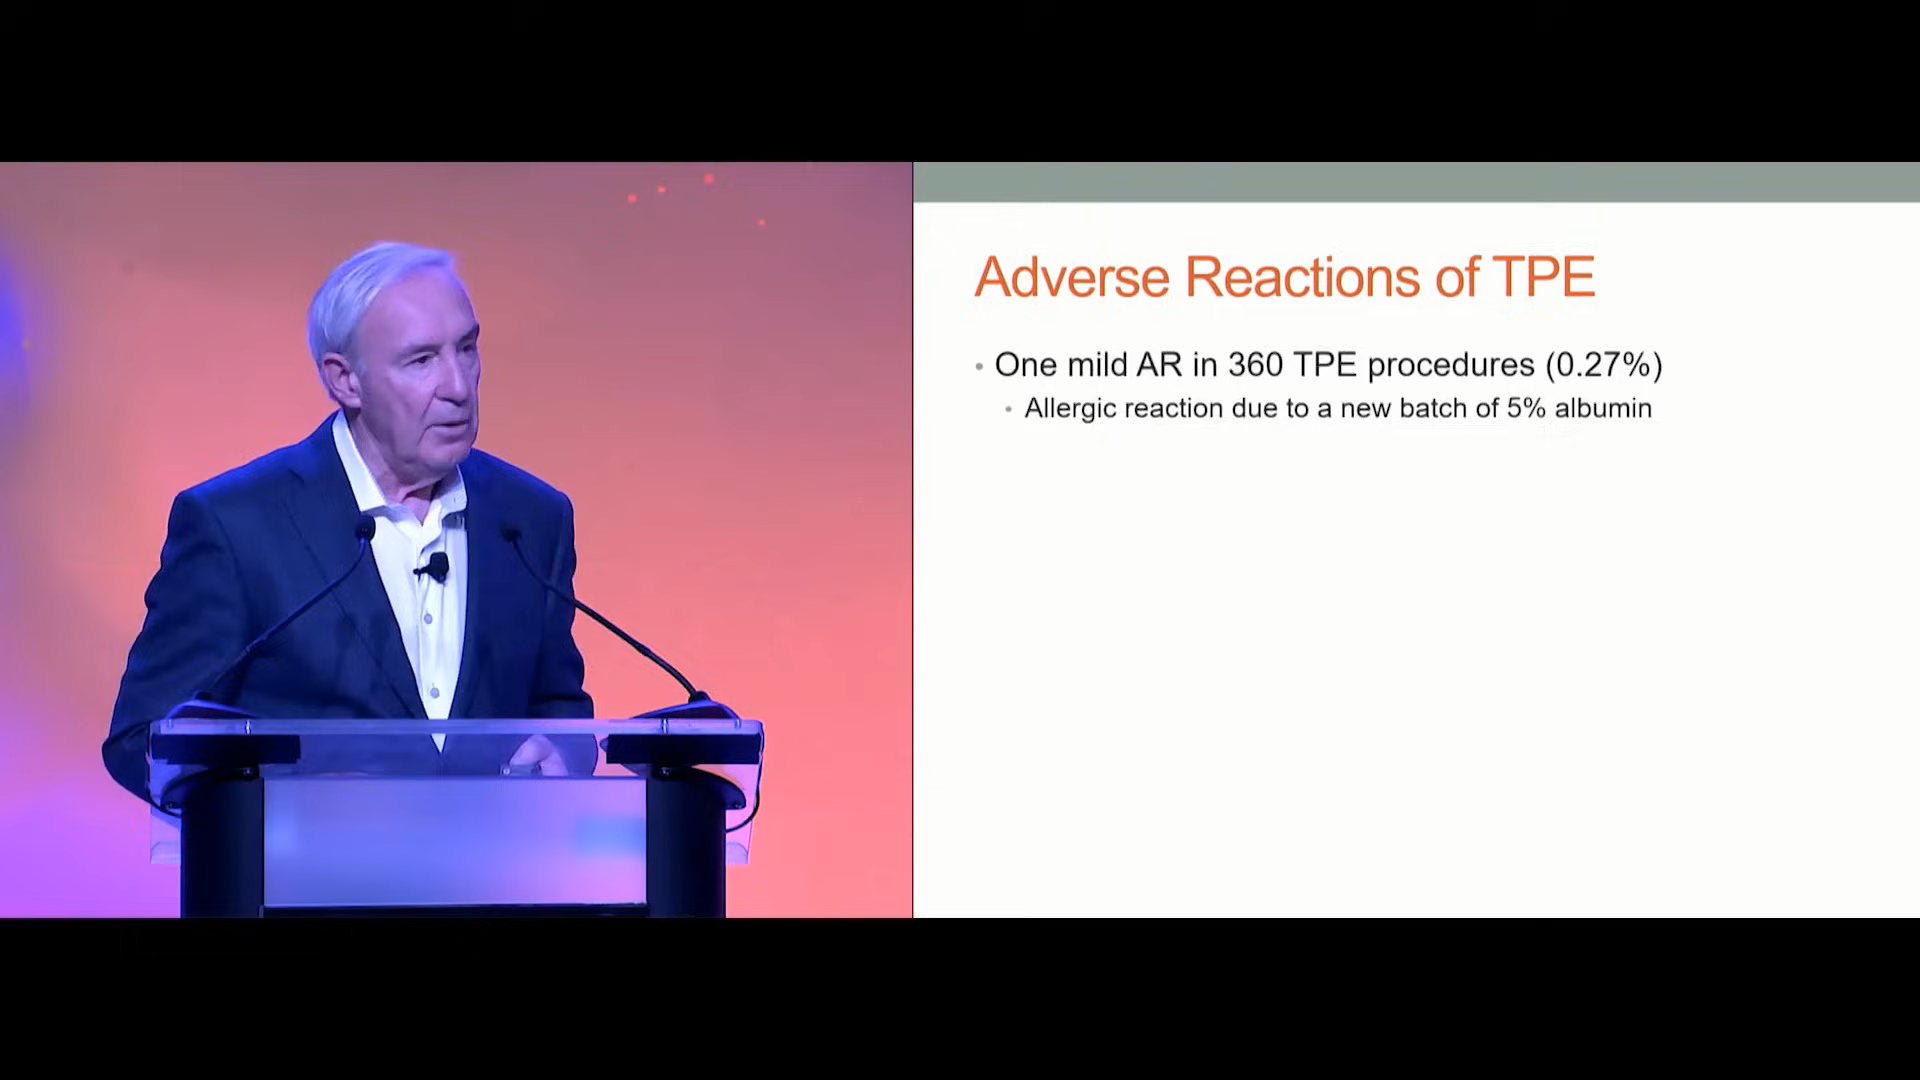 Adverse Reactions of TPE
• One mild AR in 360 TPE procedures (0.27%)
• Allergic reaction due to a new batch of 5% albumin